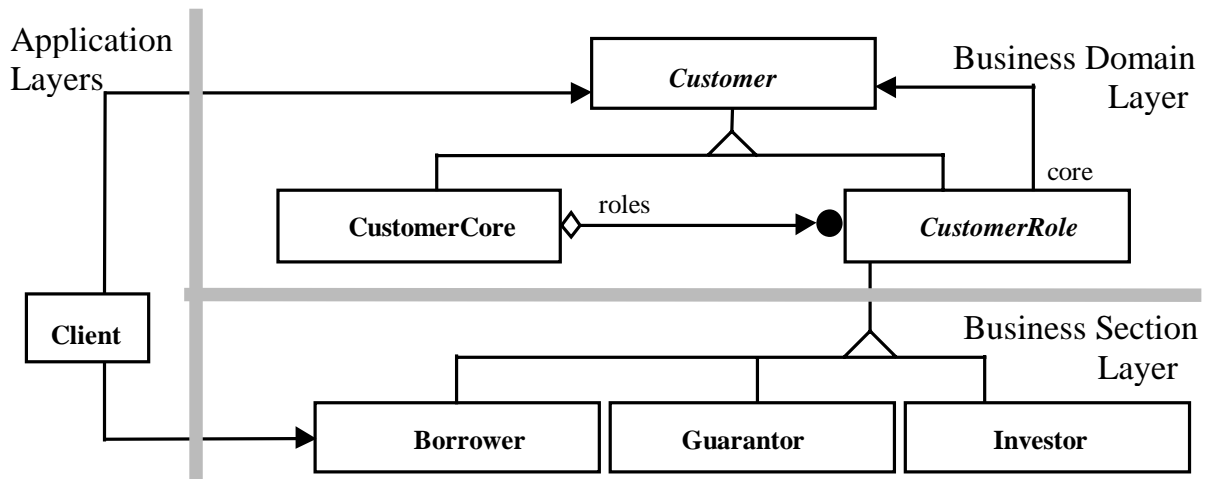 Application
Layers
Customer
Business Domain
Layer
core
CustomerCore
roles
CustomerRole
Client
Business Section
Layer
Borrower
Guarantor
Investor